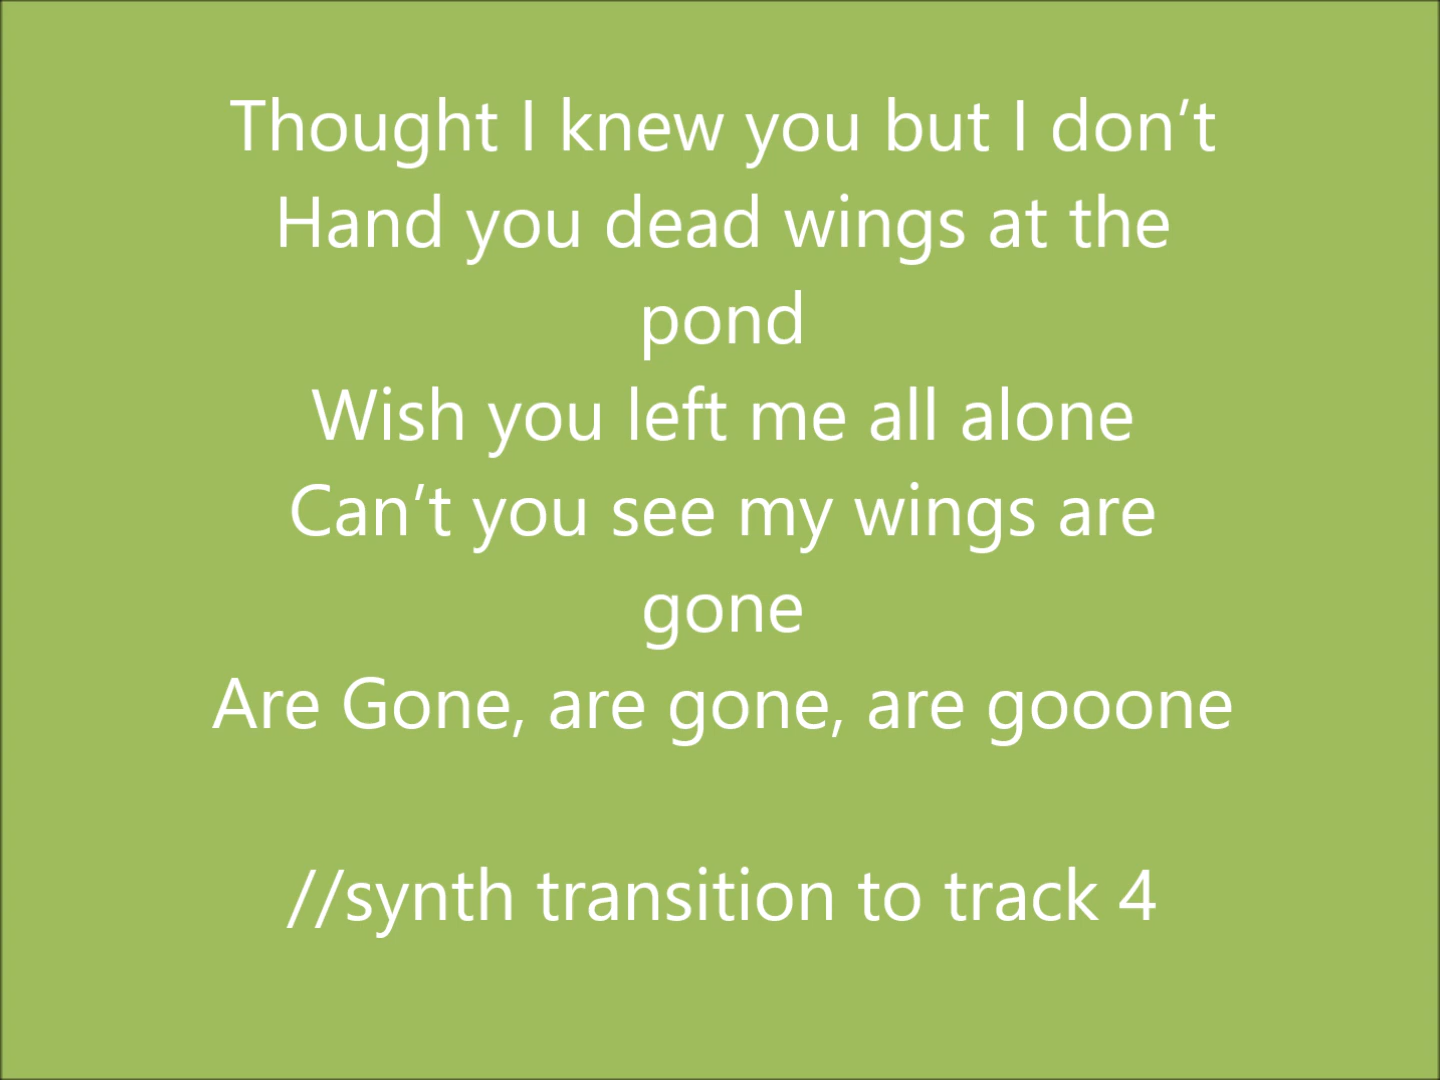 Thought I knew you but I don’t
Hand you dead wings at the
pond
Wish you left me all alone
Can’t you see my wings are
gone
Are Gone, are gone, are gooone
//synth transition to track 4